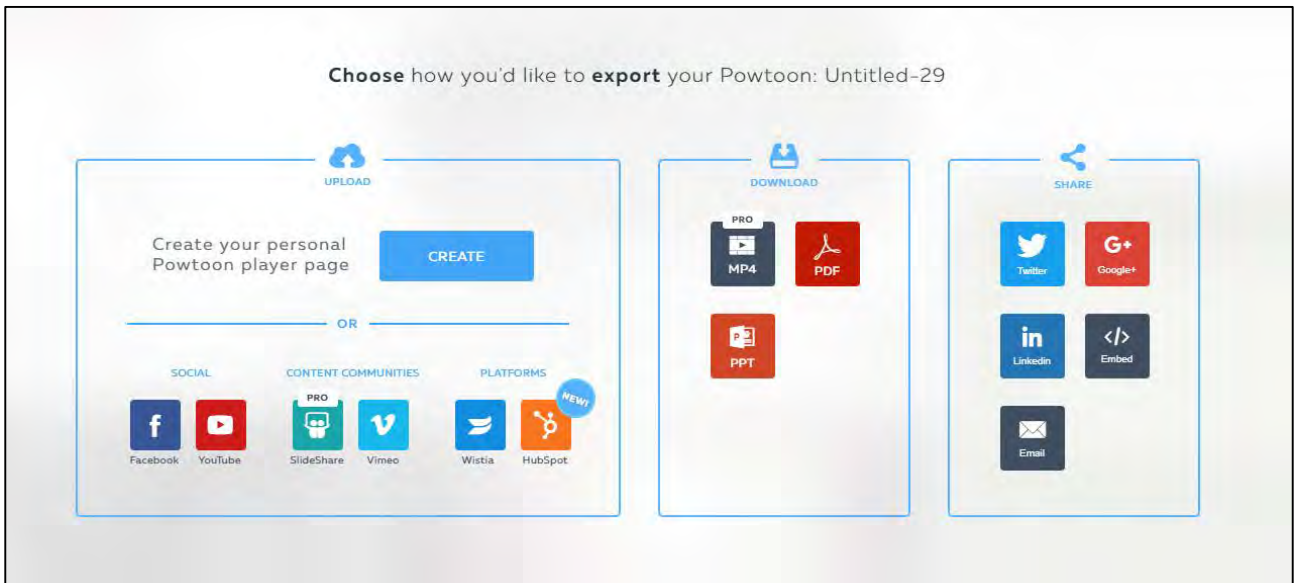 Choose how you'd like to export your Powtoon: Untitled-29
UPLOAD
Create your personal
Powtoon player page
CREATE
OR
SOCIAL
CONTENT COMMUNITIES
PLATFORMS
PRO
NEW!
f
Facebook
YouTube
SlideShare
Vimeo
Wistia
HubSpot
DOWNLOAD
PRO
MP4
PDF
P
PPT
SHARE
Twitter
G+
Google+
in
Linkedin
</>
Embed
Email